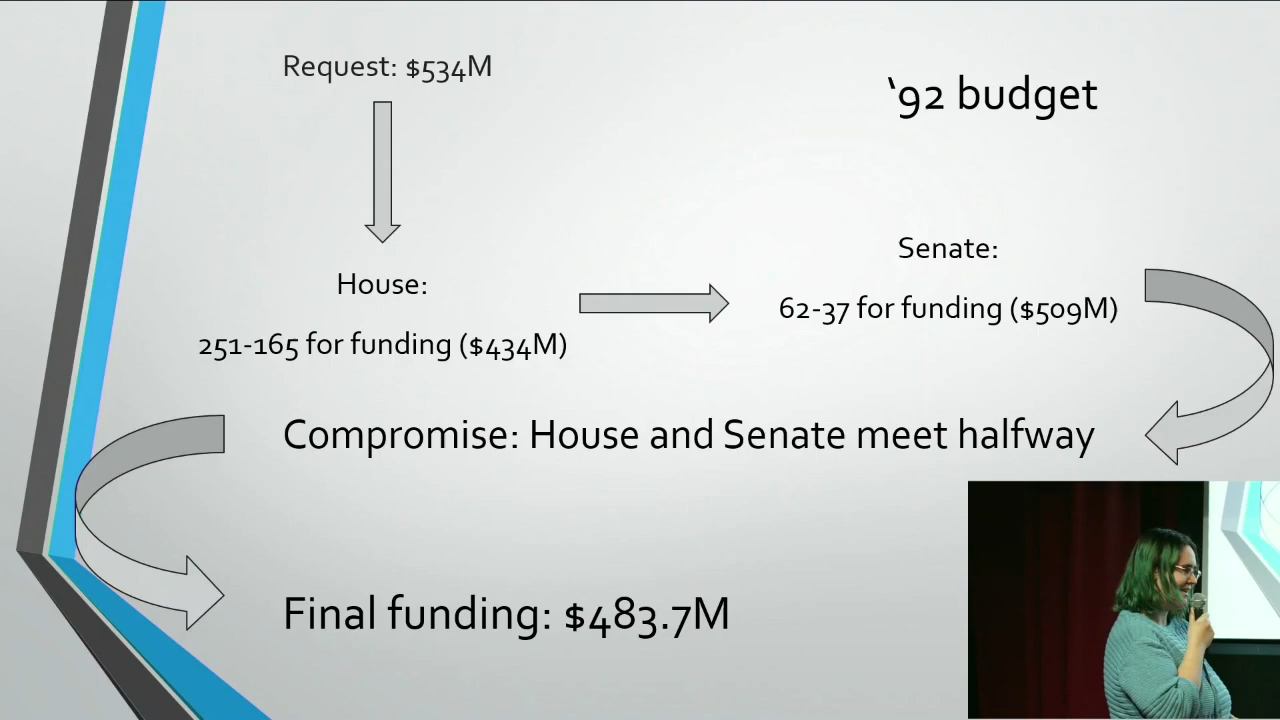 Request: $534M
‘92 budget
House:
251-165 for funding ($434M)
Senate:
62-37 for funding ($509M)
Compromise: House and Senate meet halfway
Final funding: $483.7M